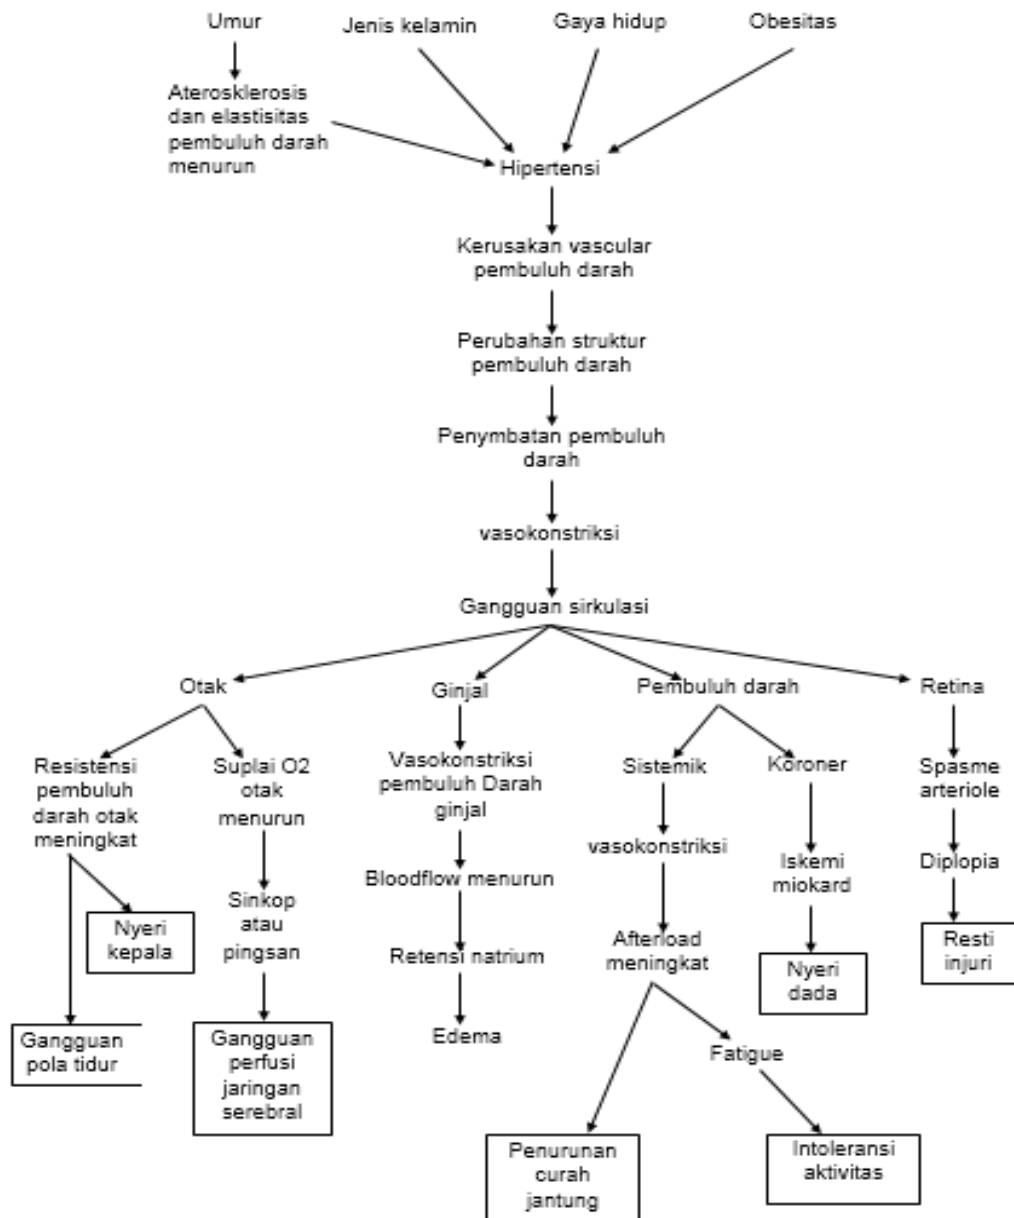 Umur
Jenis kelamin
Gaya hidup
Obesitas
Aterosklerosis
dan elastisitas
pembuluh darah
menurun
Hipertensi
Kerusakan vascular
pembuluh darah
Perubahan struktur
pembuluh darah
Penymbatan pembuluh
darah
vasokonstriksi
Gangguan sirkulasi
Otak
Ginjal
Pembuluh darah
Retina
Resistensi
pembuluh
darah otak
meningkat
Suplai O2
otak
menurun
Vasokonstriksi
pembuluh Darah
ginjal
Sistemik
Koroner
Spasme
arteriole
vasokonstriksi
Iskemi
miokard
Diplopia
Bloodflow menurun
Nyeri
kepala
Sinkop
atau
pingsan
Retensi natrium
Afterload
meningkat
Nyeri
dada
Resti
injuri
Gangguan
pola tidur
Gangguan
perfusi
jaringan
serebral
Edema
Fatigue
Penurunan
curah
jantung
Intoleransi
aktivitas